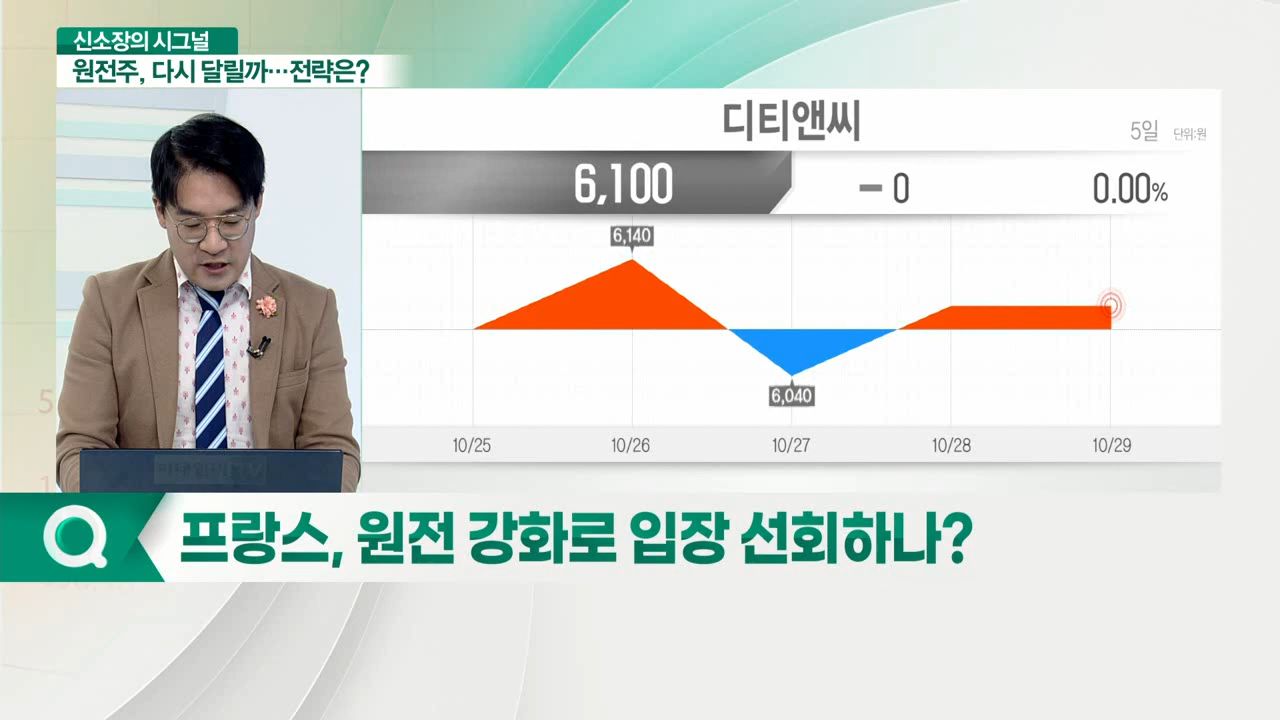 신소장의 시그널
원전주, 다시 달릴까…전략은?
디티앤씨
5일 단위:원
6,100 0 0.00%
6,140
6,040
10/25 10/26 10/27 10/28 10/29
5
1
프랑스, 원전 강화로 입장 선회하나?